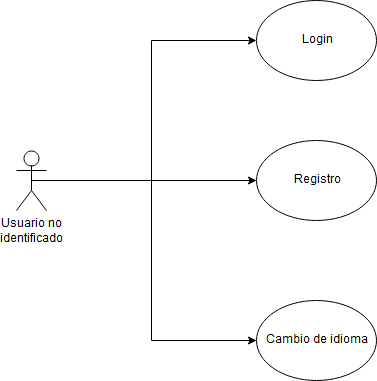 Login
Registro
Usuario no
identificado
Cambio de idioma